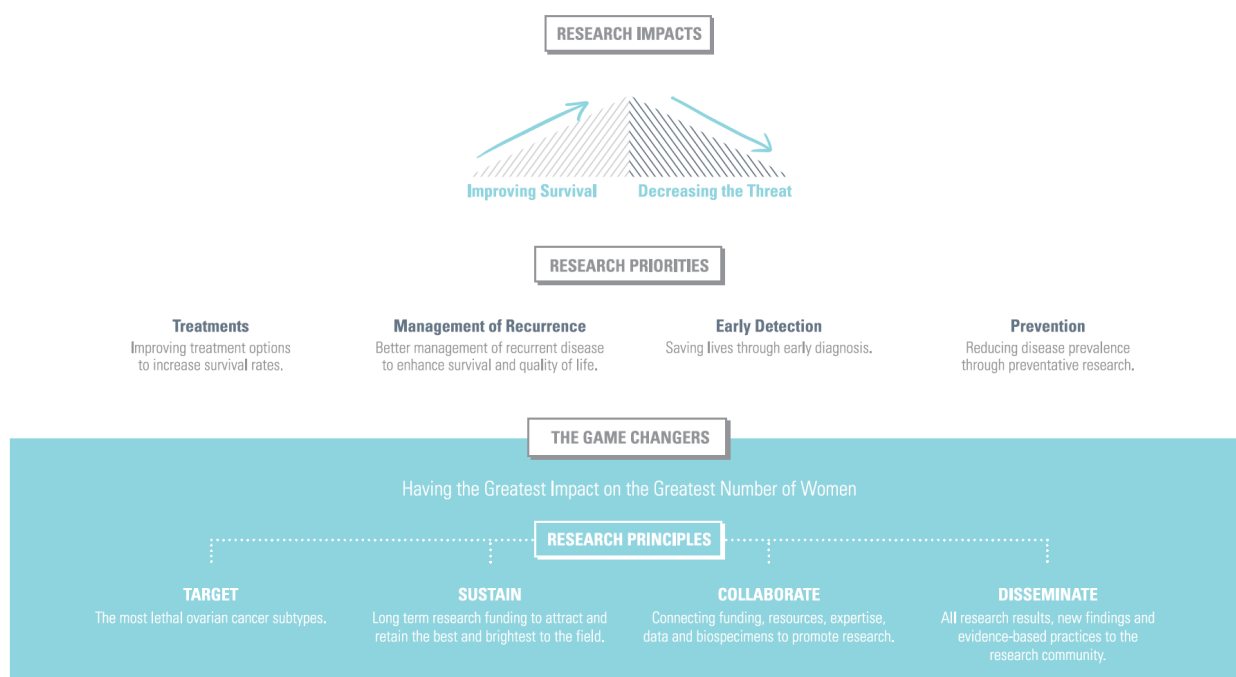 RESEARCH IMPACTS
Improving Survival
Decreasing the Threat
RESEARCH PRIORITIES
Treatments
Improving treatment options
to increase survival rates.
Management of Recurrence
Better management of recurrent disease
to enhance survival and quality of life.
Early Detection
Saving lives through early diagnosis.
Prevention
Reducing disease prevalence
through preventative research.
THE GAME CHANGERS
Having the Greatest Impact on the Greatest Number of Women
RESEARCH PRINCIPLES
TARGET
The most lethal ovarian cancer subtypes.
SUSTAIN
Long term research funding to attract and
retain the best and brightest to the field.
COLLABORATE
Connecting funding, resources, expertise,
data and biospecimens to promote research.
DISSEMINATE
All research results, new findings and
evidence-based practices to the
research community.